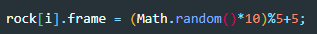 rock[i].frame = (Math.random()*10)%5+5;